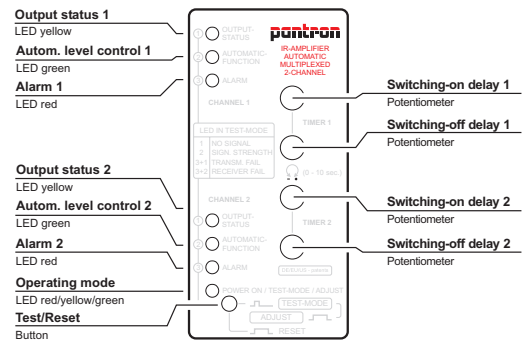 Output status 1
LED yellow
Autom. level control 1
LED green
Alarm 1
LED red
Output status 2
LED yellow
Autom. level control 2
LED green
Alarm 2
LED red
Operating mode
LED red/yellow/green
Test/Reset
Button
pantron
IR-AMPLIFIER
AUTOMATIC
MULTIPLEXED
2-CHANNEL
1 OUTPUT-
STATUS
2 AUTOMATIC-
FUNCTION
3 ALARM
CHANNEL 1
TIMER 1
LED IN TEST-MODE
1 NO SIGNAL
2 SIGN. STRENGTH
3+1 TRANSM. FAIL
3+2 RECEIVER FAIL
(0 - 10 sec.)
CHANNEL 2
1 OUTPUT-
STATUS
TIMER 2
2 AUTOMATIC-
FUNCTION
3 ALARM
POWER ON / TEST-MODE / ADJUST
TEST-MODE
ADJUST
RESET
Switching-on delay 1
Potentiometer
Switching-off delay 1
Potentiometer
Switching-on delay 2
Potentiometer
Switching-off delay 2
Potentiometer